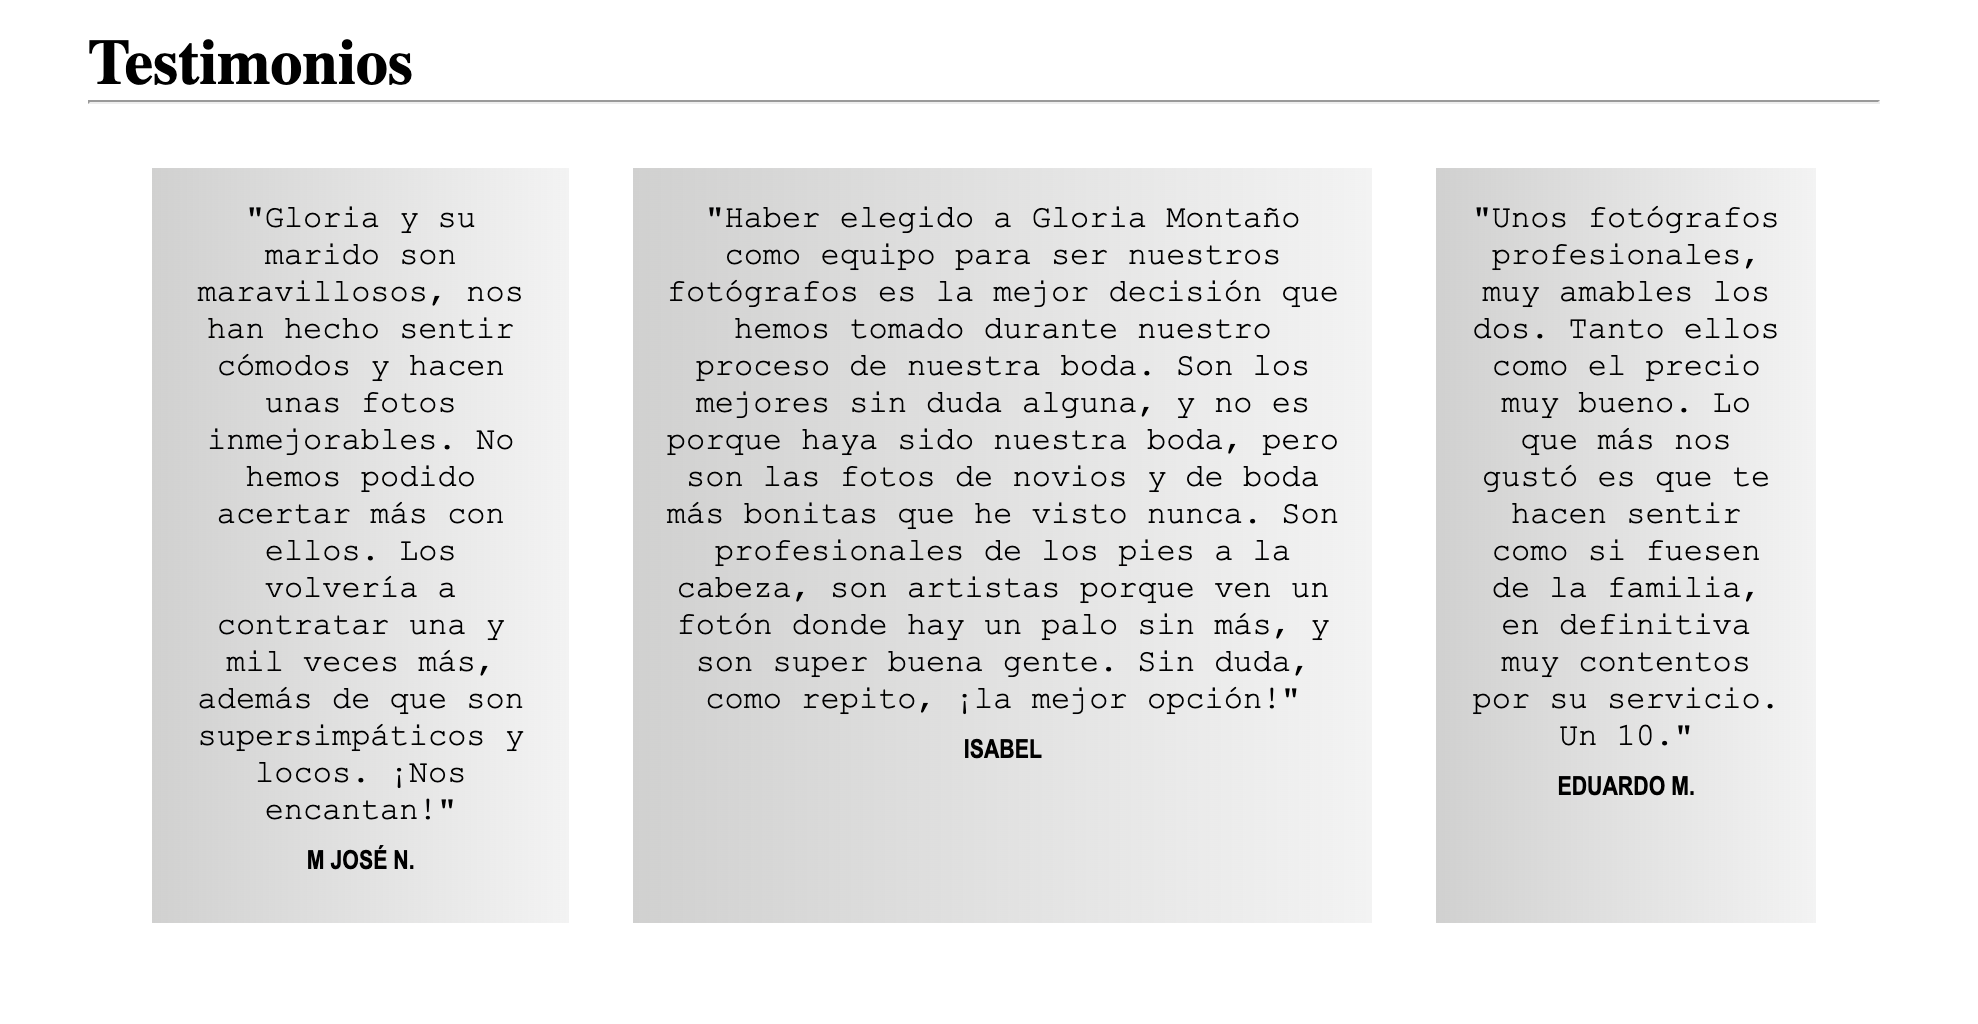 Testimonios
"Gloria y su
marido son
maravillosos, nos
han hecho sentir
cómodos y hacen
unas fotos
inmejorables. No
hemos podido
acertar más con
ellos. Los
volvería a
contratar una y
mil veces más,
además de que son
supersimpáticos y
locos. ¡Nos
encantan!"
M JOSÉ N.
"Haber elegido a Gloria Montaño
como equipo para ser nuestros
fotógrafos es la mejor decisión que
hemos tomado durante nuestro
proceso de nuestra boda. Son los
mejores sin duda alguna, y no es
porque haya sido nuestra boda, pero
son las fotos de novios y de boda
más bonitas que he visto nunca. Son
profesionales de los pies a la
cabeza, son artistas porque ven un
fotón donde hay un palo sin más, y
son super buena gente. Sin duda,
como repito, ¡la mejor opción!"
ISABEL
"Unos fotógrafos
profesionales,
muy amables los
dos. Tanto ellos
como el precio
muy bueno. Lo
que más nos
gustó es que te
hacen sentir
como si fuesen
de la familia,
en definitiva
muy contentos
por su servicio.
Un 10."
EDUARDO M.